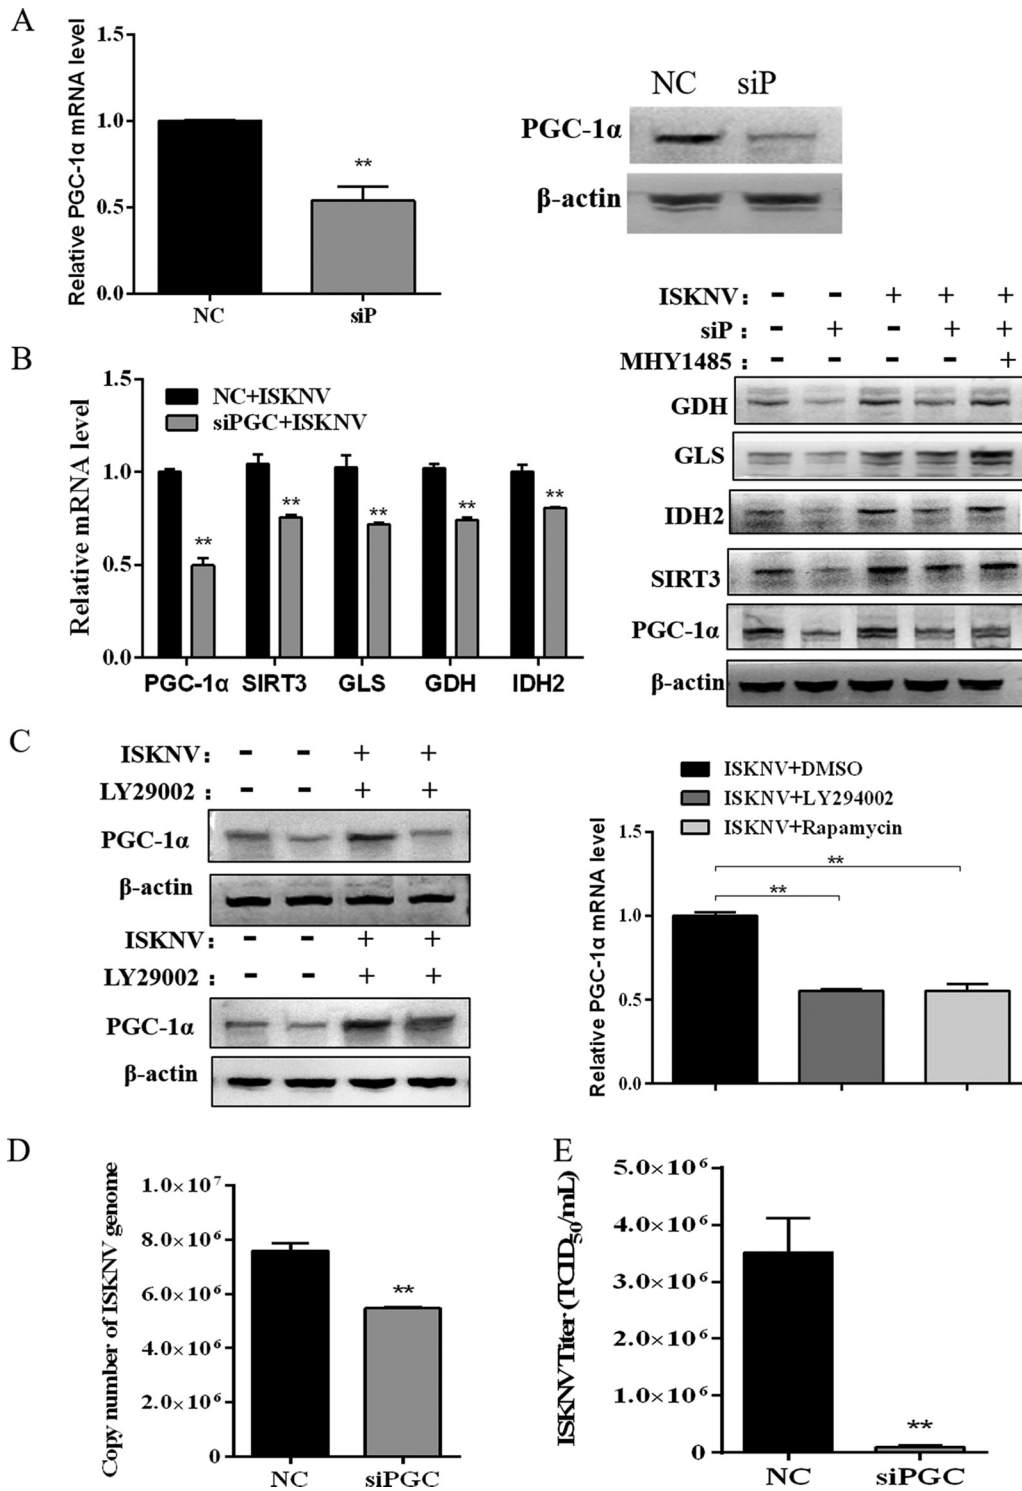 A
Relative PGC-1α mRNA level
1.5
1.0
0.5
0.0
**
NC
siP
NC siP
PGC-1α
β-actin
B
Relative mRNA level
1.5
1.0
0.5
0.0
NC+ISKNV
siPGC+ISKNV
**
**
**
**
**
PGC-1α SIRT3 GLS GDH IDH2
ISKNV: - - + + +
siP : - + - + +
MHY1485 - - - - +
GDH
GLS
IDH2
SIRT3
PGC-1α
β-actin
C
ISKNV: - - + +
LY29002 : - - + +
PGC-1α
β-actin
ISKNV: - - + +
LY29002 : - - + +
PGC-1α
β-actin
ISKNV+DMSO
ISKNV+LY294002
ISKNV+Rapamycin
Relative PGC-1α mRNA level
1.5
1.0
0.5
0.0
**
**
D
Copy number of ISKNV genome
1.0×10⁷
8.0×10⁶
6.0×10⁶
4.0×10⁶
2.0×10⁶
0
**
NC siPGC
E
ISKNV Titer (TCID₅₀/mL)
5.0×10⁶
4.0×10⁶
3.0×10⁶
2.0×10⁶
1.0×10⁶
0
**
NC siPGC